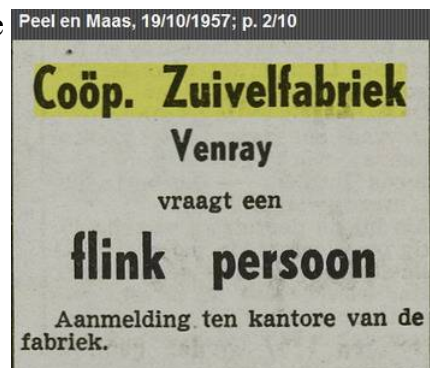 e
Peel en Maas, 19/10/1957; p. 2/10
Coöp. Zuivelfabriek
Venray
vraagt een
flink persoon
Aanmelding ten kantore van de
fabriek.